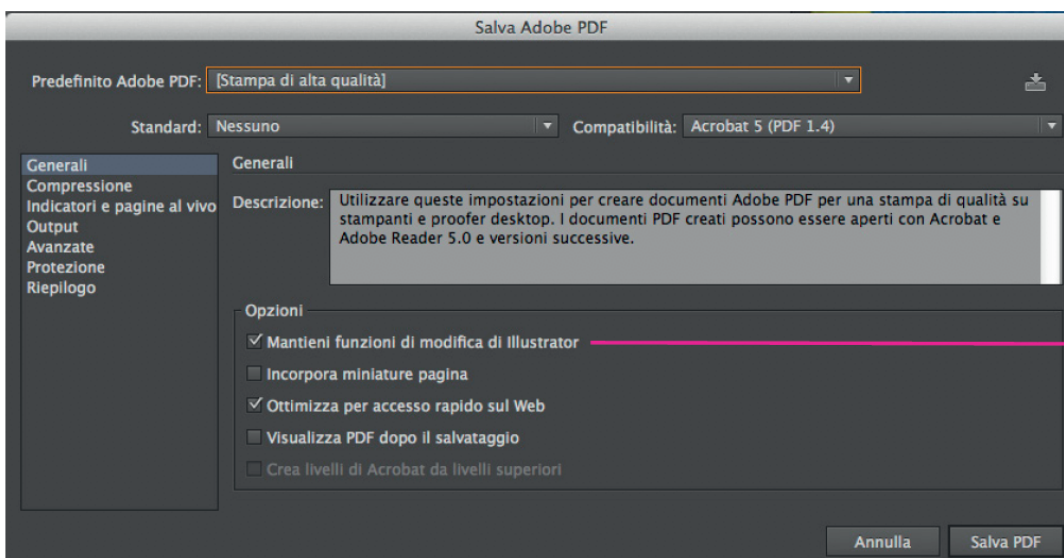 Salva Adobe PDF
Predefinito Adobe PDF: [Stampa di alta qualità]
Standard: Nessuno Compatibilità: Acrobat 5 (PDF 1.4)
Generali
Compressione
Indicatori e pagine al vivo
Output
Avanzate
Protezione
Riepilogo
Generali
Descrizione: Utilizzare queste impostazioni per creare documenti Adobe PDF per una stampa di qualità su
stampanti e proofer desktop. I documenti PDF creati possono essere aperti con Acrobat e
Adobe Reader 5.0 e versioni successive.
Opzioni
Mantieni funzioni di modifica di Illustrator
Incorpora miniature pagina
Ottimizza per accesso rapido sul Web
Visualizza PDF dopo il salvataggio
Crea livelli di Acrobat da livelli superiori
Annulla Salva PDF